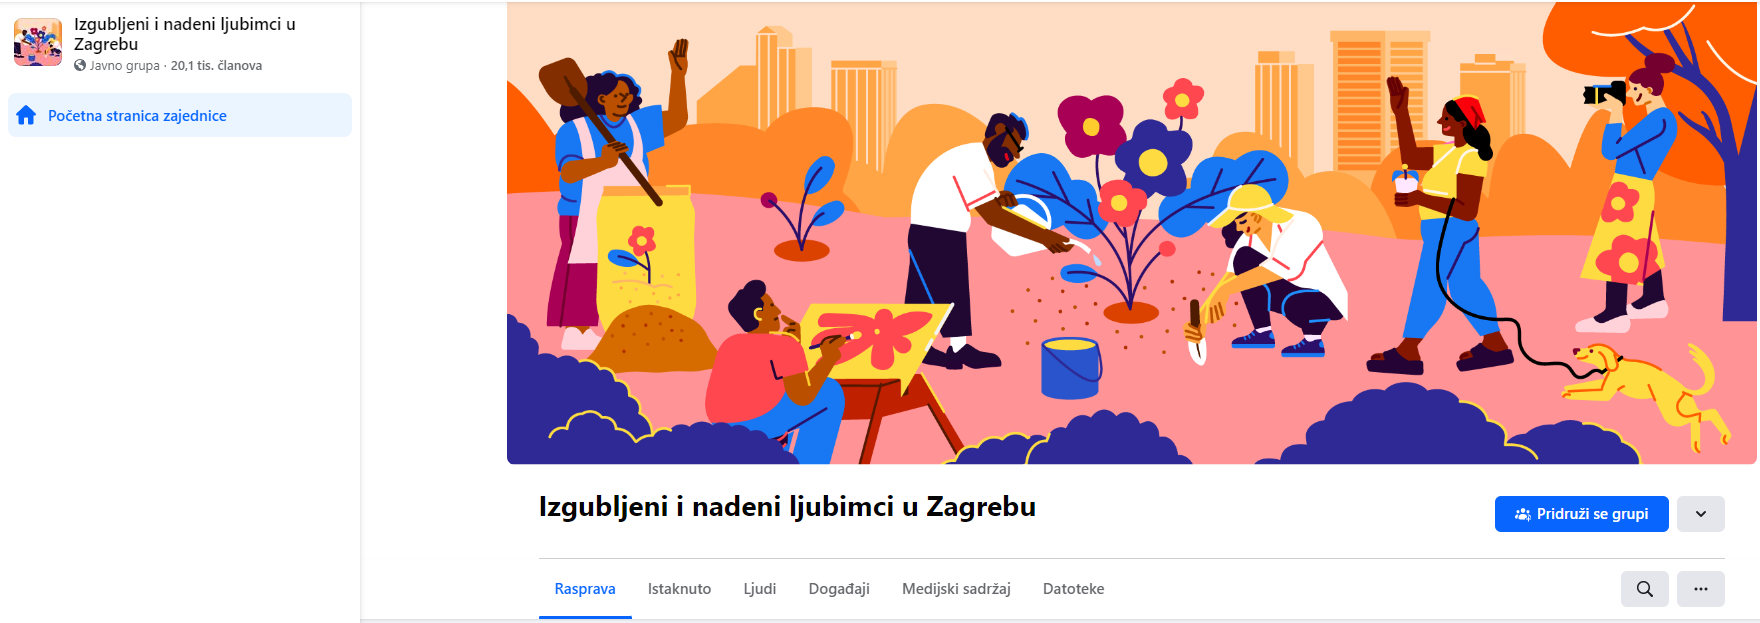 Izgubljeni i nađeni ljubimci u
Zagrebu
Javno grupa · 20,1 tis. članova
Početna stranica zajednice
Izgubljeni i nađeni ljubimci u Zagrebu
Pridruži se grupi
Rasprava
Istaknuto
Ljudi
Događaji
Medijski sadržaj
Datoteke